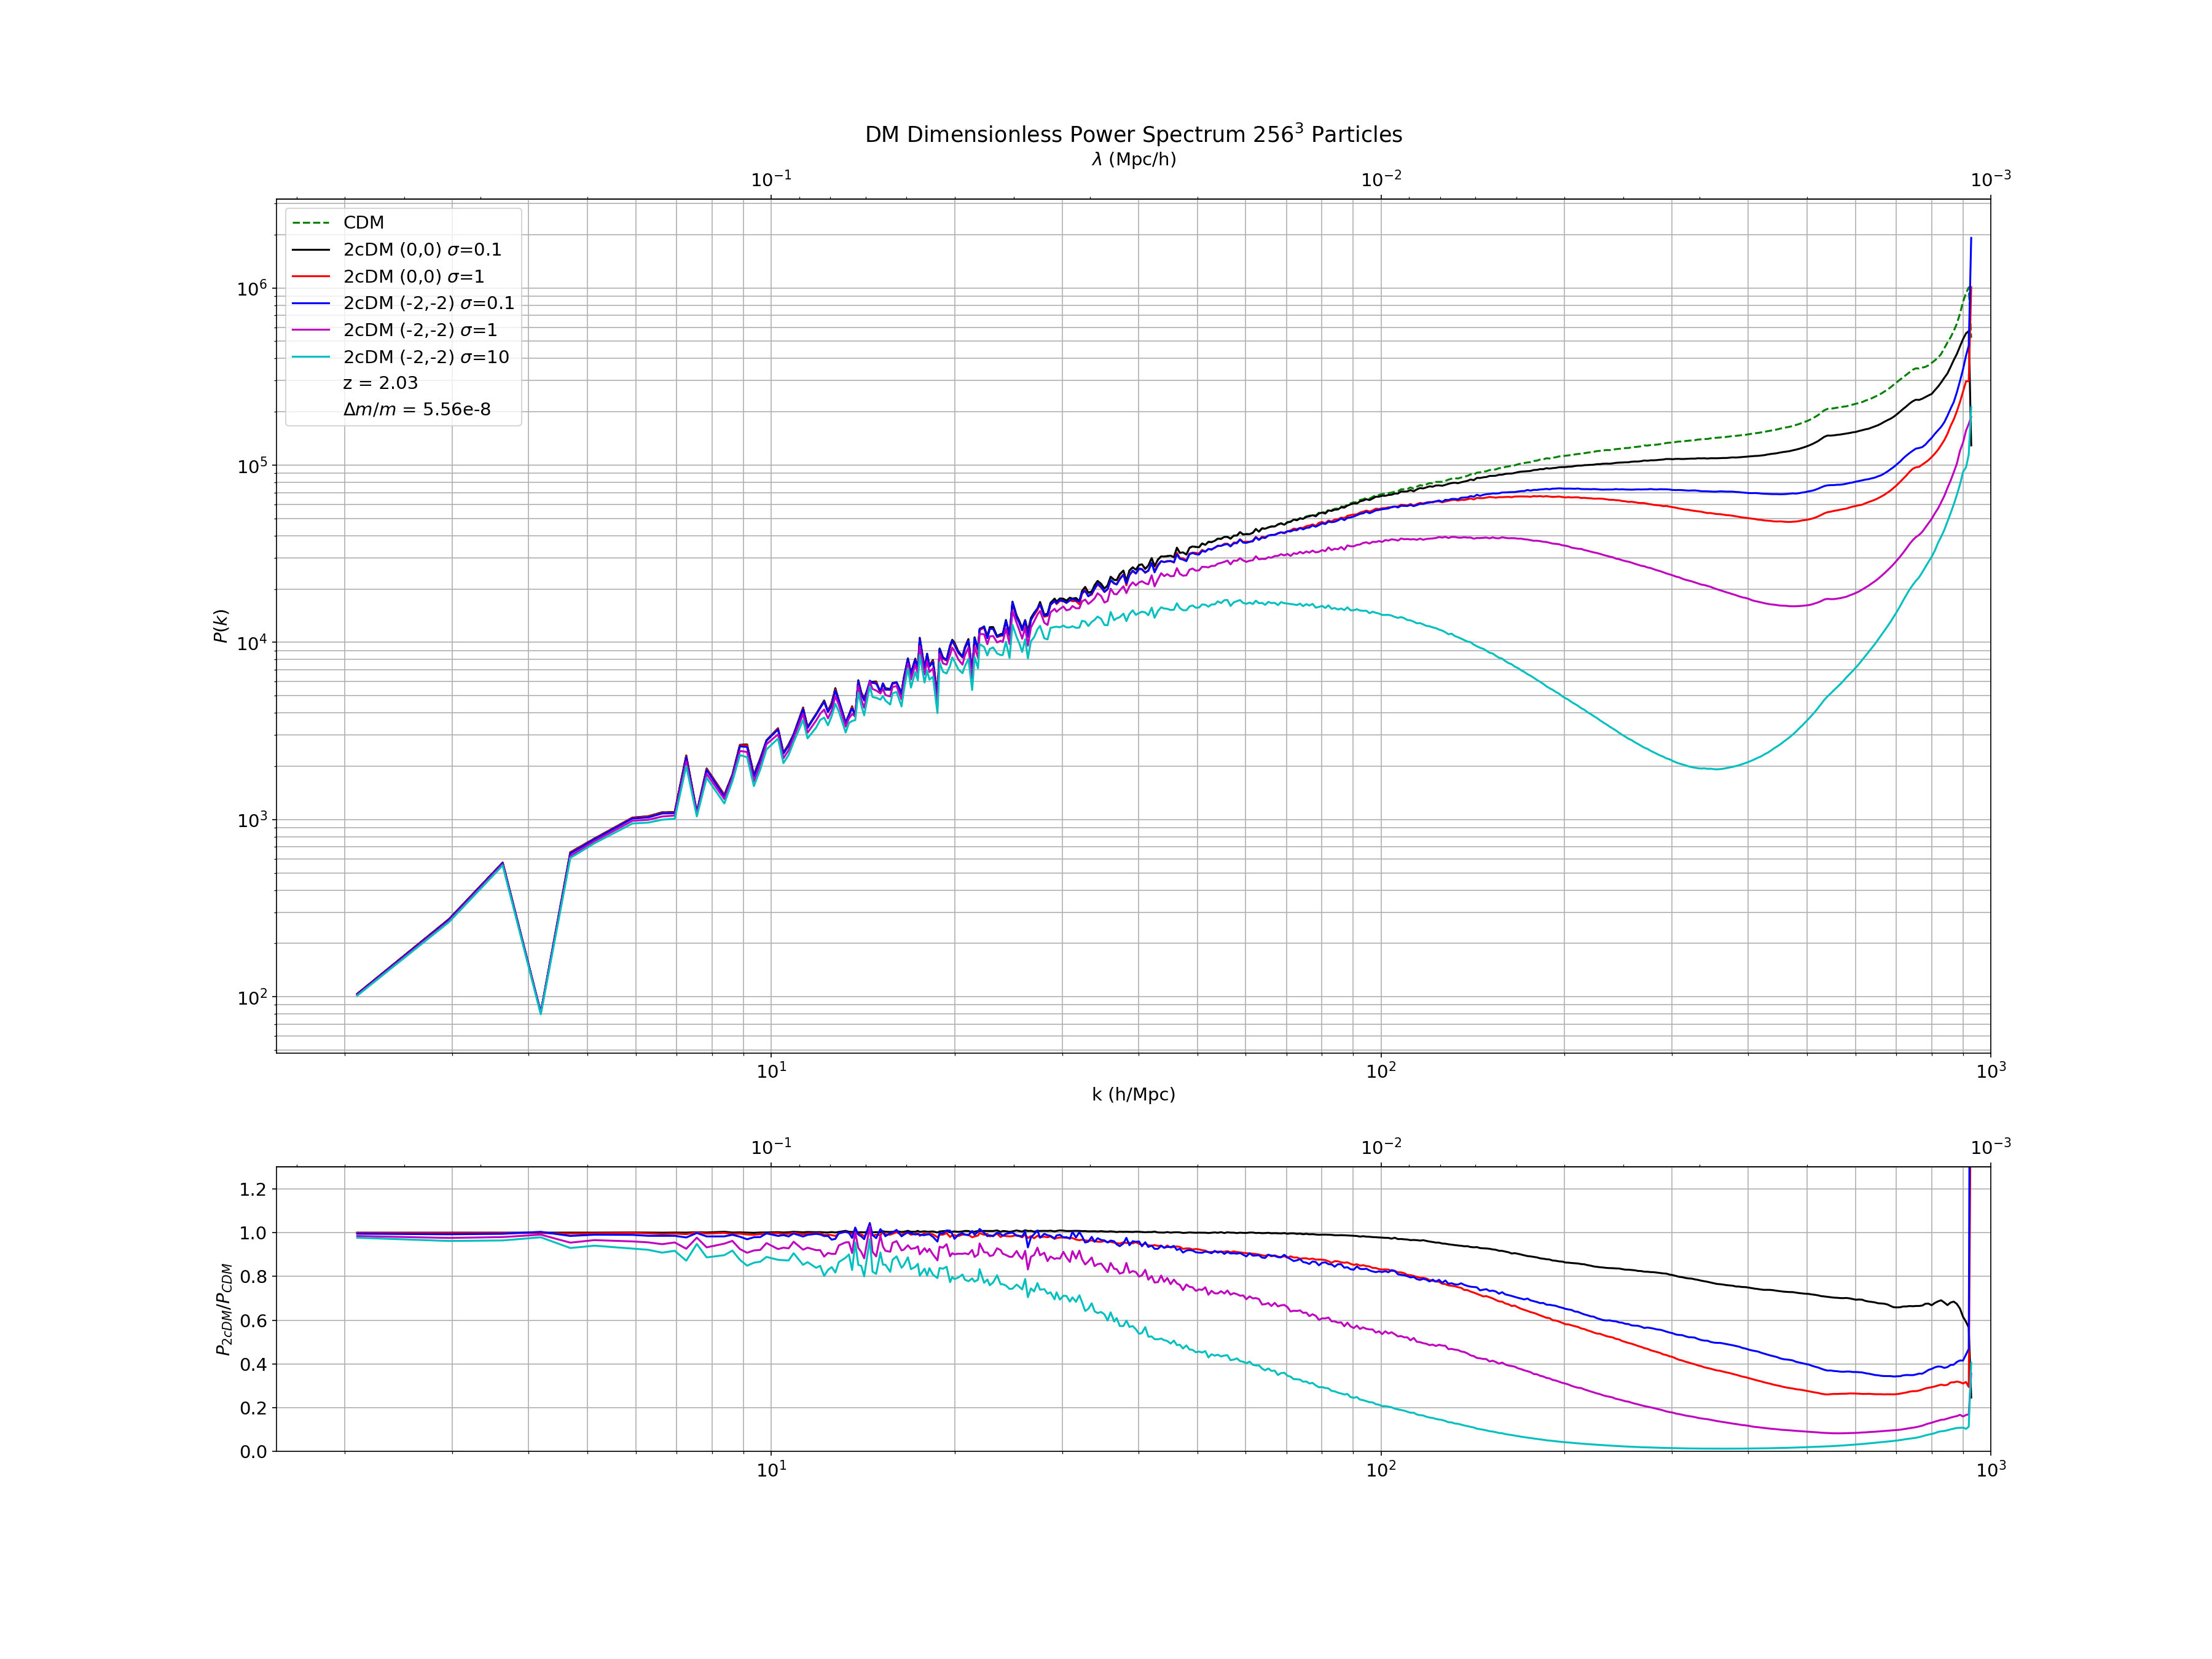 DM Dimensionless Power Spectrum 256³ Particles
λ (Mpc/h)
10⁻¹ 10⁻² 10⁻³
CDM
2cDM (0,0) σ=0.1
2cDM (0,0) σ=1
2cDM (-2,-2) σ=0.1
2cDM (-2,-2) σ=1
2cDM (-2,-2) σ=10
z = 2.03
Δm/m = 5.56e-8
10⁶
10⁵
10⁴
10³
10²
P(k)
10¹ 10² 10³
k (h/Mpc)
10⁻¹ 10⁻² 10⁻³
1.2
1.0
0.8
0.6
0.4
0.2
0.0
P₂cDM/PCDM
10¹ 10² 10³